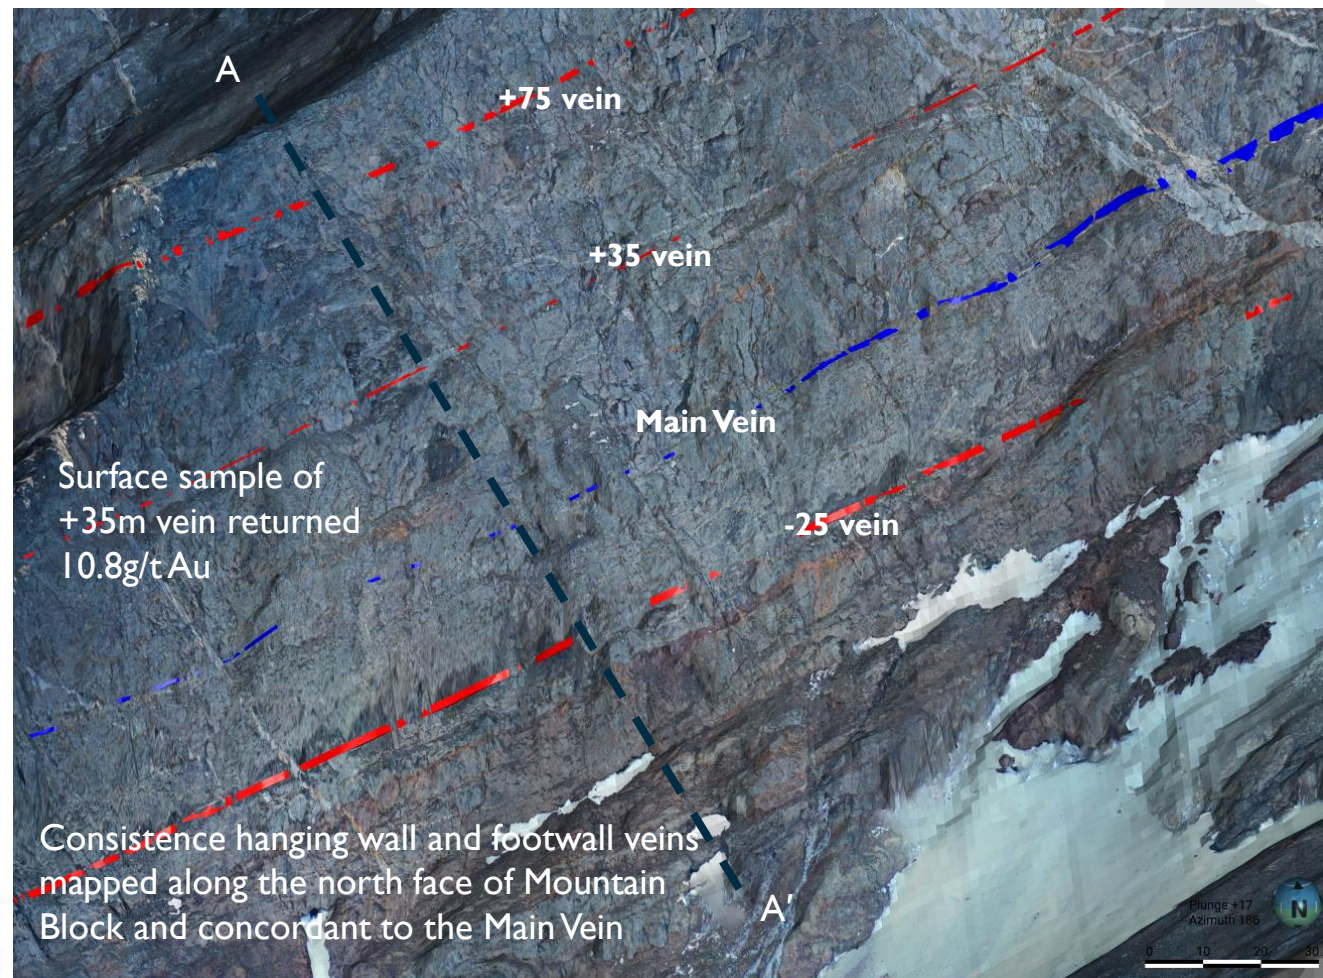 A
+75 vein
+35 vein
Main Vein
Surface sample of
+35m vein returned
10.8g/t Au
-25 vein
Consistence hanging wall and footwall veins
mapped along the north face of Mountain
Block and concordant to the Main Vein
A'
Plunge +17
Azimuth 186
N
0 10 20 30